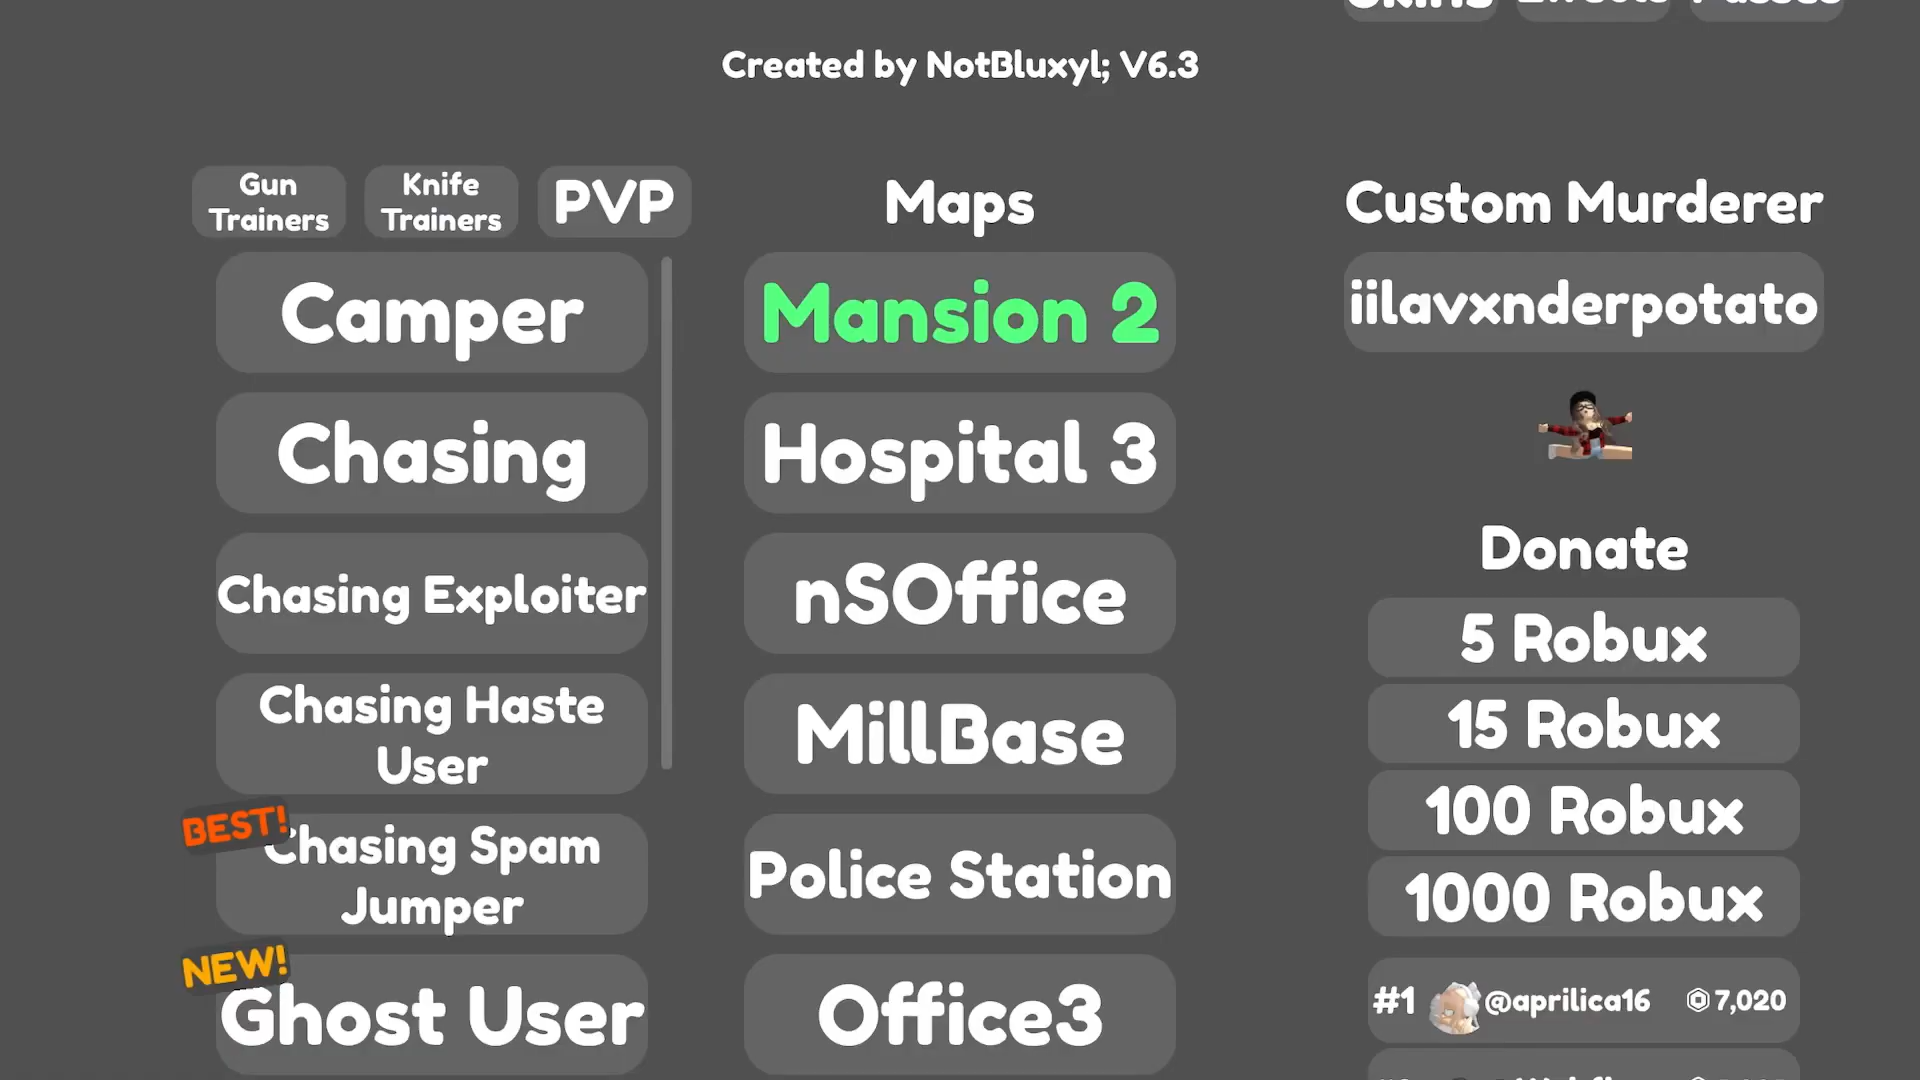 Created by NotBluxyl; V6.3
Gun
Trainers
Knife
Trainers
PVP
Camper
Chasing
Chasing Exploiter
Chasing Haste
User
BEST!
Chasing Spam
Jumper
NEW!
Ghost User
Maps
Mansion 2
Hospital 3
nSOffice
MillBase
Police Station
Office3
Custom Murderer
iilavxnderpotato
Donate
5 Robux
15 Robux
100 Robux
1000 Robux
#1 @aprilica16 7,020